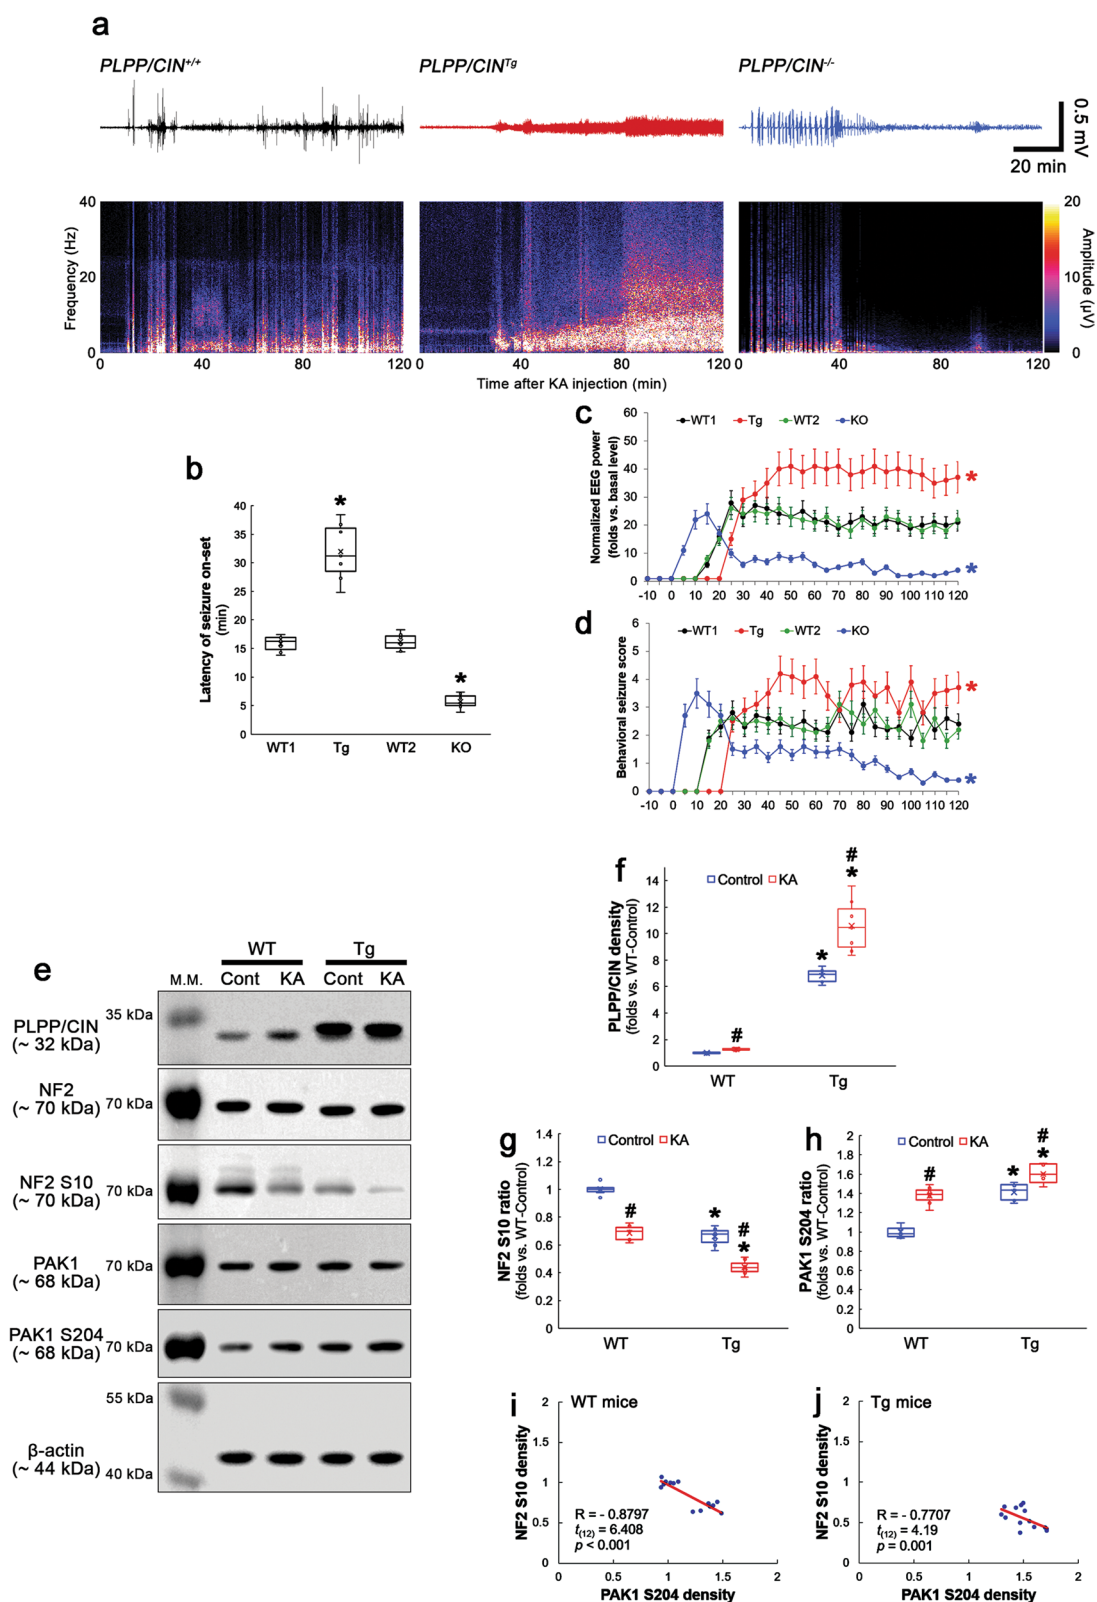 a
PLPP/CIN+/+
PLPP/CINTg
PLPP/CIN-/-
0.5 mV
20 min
Frequency (Hz)
40
20
0
0 40 80 120
0 40 80 120
0 40 80 120
Time after KA injection (min)
20
10
0
Amplitude (µV)
b
Latency of seizure on-set
(min)
40
35
30
25
20
15
10
5
0
*
*
WT1 Tg WT2 KO
c
Normalized EEG power
(folds vs. basal level)
60
50
40
30
20
10
0
WT1 Tg WT2 KO
*
*
-10 0 10 20 30 40 50 60 70 80 90 100 110 120
d
Behavioral seizure score
6
5
4
3
2
1
0
WT1 Tg WT2 KO
*
*
-10 0 10 20 30 40 50 60 70 80 90 100 110 120
e
WT Tg
M.M. Cont KA Cont KA
PLPP/CIN
(~ 32 kDa)
35 kDa
NF2
(~ 70 kDa)
70 kDa
NF2 S10
(~ 70 kDa)
70 kDa
PAK1
(~ 68 kDa)
70 kDa
PAK1 S204
(~ 68 kDa)
70 kDa
55 kDa
β-actin
(~ 44 kDa)
40 kDa
f
PLPP/CIN density
(folds vs. WT-Control)
14
12
10
8
6
4
2
0
Control KA
#
*
#
*
WT Tg
g
NF2 S10 ratio
(folds vs. WT-Control)
1.4
1.2
1
0.8
0.6
0.4
0.2
0
Control KA
#
*
#
*
WT Tg
h
PAK1 S204 ratio
(folds vs. WT-Control)
2
1.8
1.6
1.4
1.2
1
0.8
0.6
0.4
0.2
0
Control KA
#
*
#
*
WT Tg
i
WT mice
NF2 S10 density
2
1.5
1
0.5
0
R = - 0.8797
t(12) = 6.408
p < 0.001
0 0.5 1 1.5 2
PAK1 S204 density
j
Tg mice
NF2 S10 density
2
1.5
1
0.5
0
R = - 0.7707
t(12) = 4.19
p = 0.001
0 0.5 1 1.5 2
PAK1 S204 density